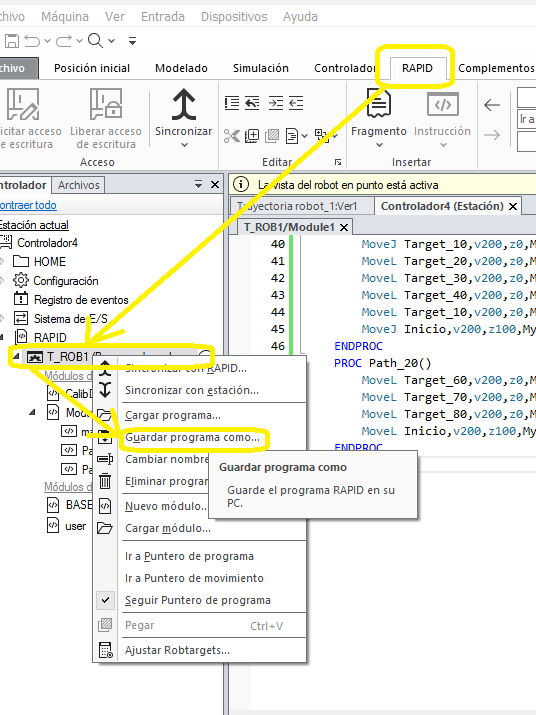 chivo Máquina Ver Entrada Dispositivos Ayuda
chivo Posición inicial Modelado Simulación Controlador RAPID Complementos
icitar acceso
de escritura
Liberar acceso
de escritura
Sincronizar
Fragmento
Instrucción
Ir a
Acceso Editar Insertar
ntrolador Archivos
ontraer todo
Estación actual
Controlador4
HOME
Configuración
Registro de eventos
Sistema de E/S
RAPID
T_ROB1
Módulos d
CalibD
Modu
ma
Pa
Pa
Módulos d
BASE
user
La vista del robot en punto está activa
Trayectoria robot_1:Ver1 Controlador4 (Estación)
T_ROB1/Module1
40 MoveJ Target_10,v200,z0,M
41 MoveL Target_20,v200,z0,M
42 MoveL Target_30,v200,z0,M
43 MoveL Target_40,v200,z0,M
44 MoveL Target_10,v200,z0,M
45 MoveJ Inicio,v200,z100,My
46 ENDPROC
PROC Path_20()
MoveL Target_60,v200,z0,M
MoveL Target_70,v200,z0,M
MoveL Target_80,v200,z0,M
MoveL Inicio,v200,z100,My
ENDPROC
Sincronizar con RAPID...
Sincronizar con estación...
Cargar programa...
Guardar programa como...
Cambiar nombre
Eliminar progra
Nuevo módulo...
Cargar módulo...
Ir a Puntero de programa
Ir a Puntero de movimiento
Seguir Puntero de programa
Pegar Ctrl+V
Ajustar Robtargets...
Guardar programa como
Guarde el programa RAPID en su
PC.